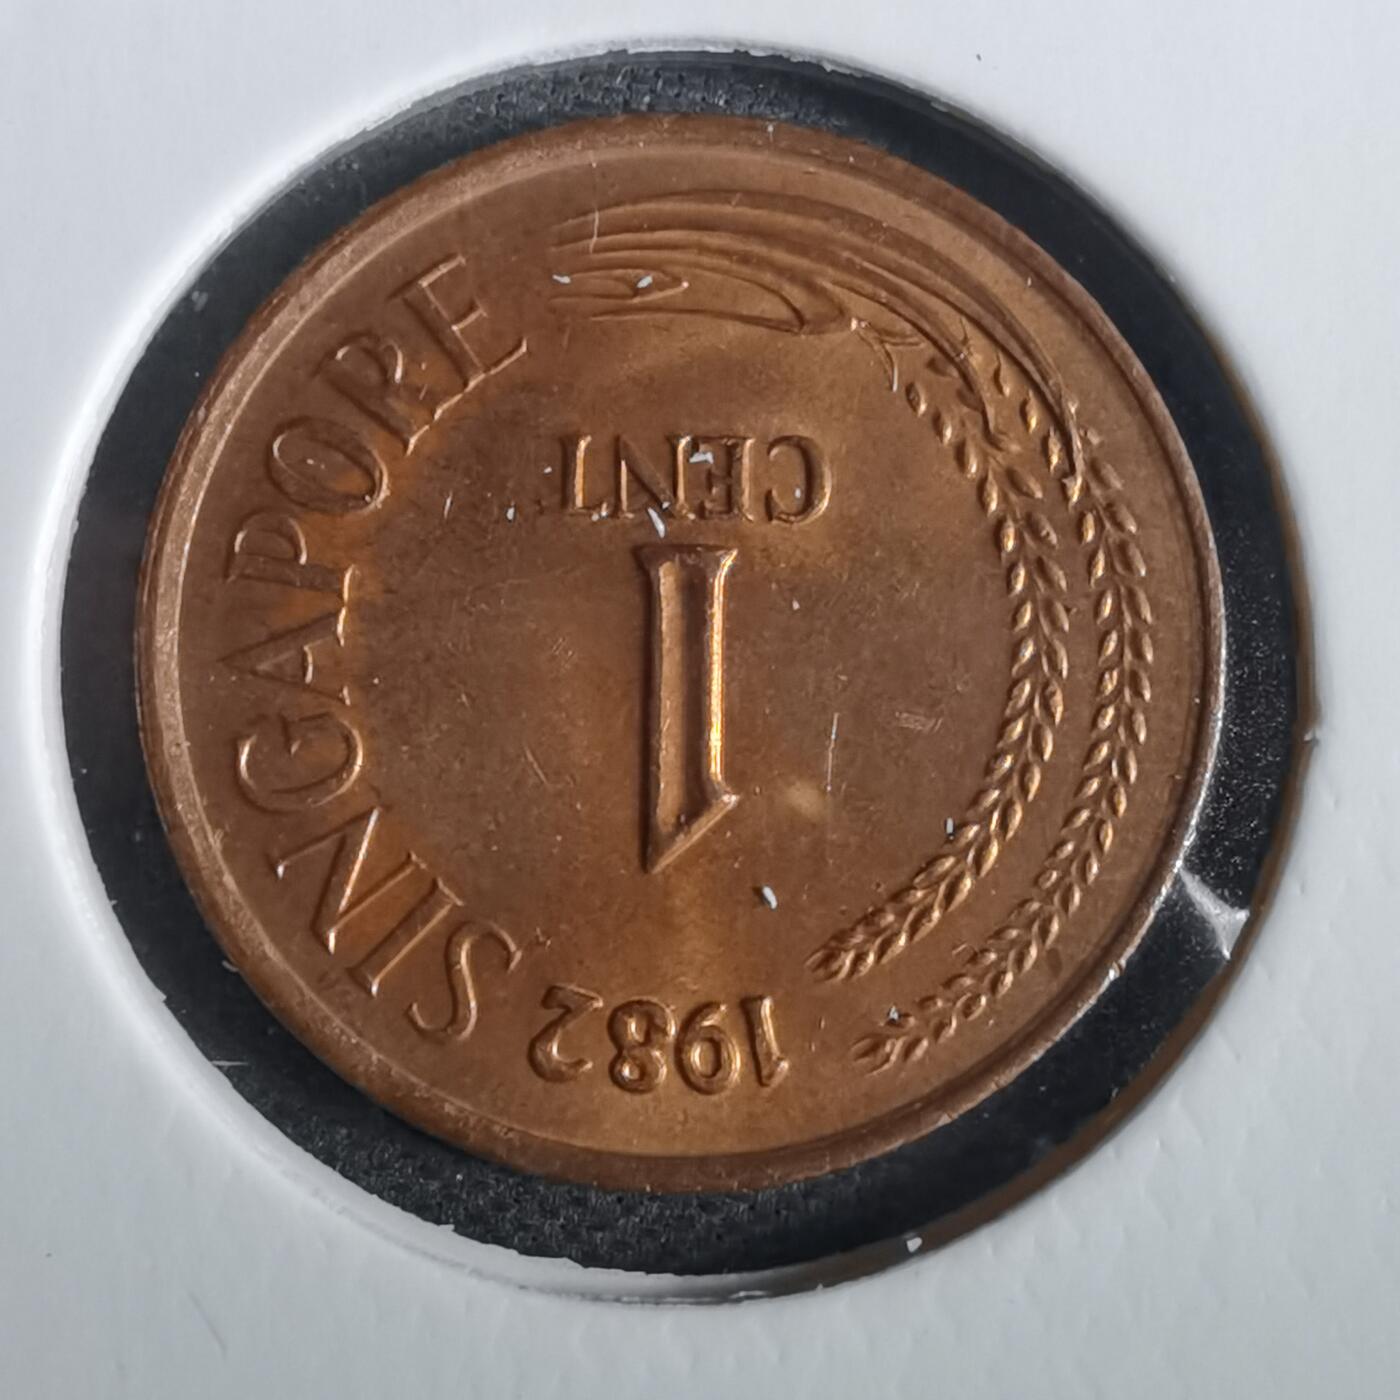 SINGAPORE
1982
1
CENT